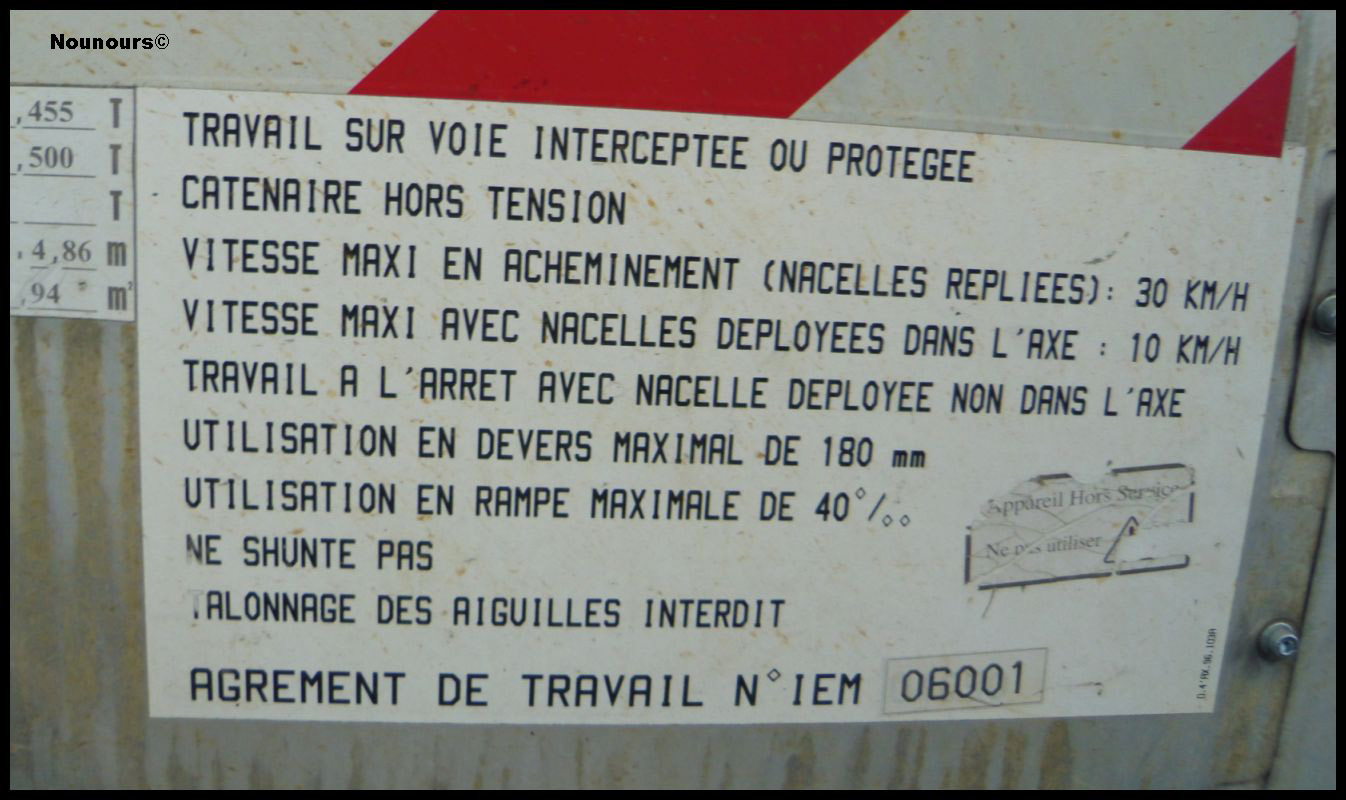 Nounours©
,455 T
,500 T
T
4,86 m
,94 m²
TRAVAIL SUR VOIE INTERCEPTEE OU PROTEGEE
CATENAIRE HORS TENSION
VITESSE MAXI EN ACHEMINEMENT (NACELLES REPLIEES): 30 KM/H
VITESSE MAXI AVEC NACELLES DEPLOYEES DANS L'AXE : 10 KM/H
TRAVAIL A L'ARRET AVEC NACELLE DEPLOYEE NON DANS L'AXE
UTILISATION EN DEVERS MAXIMAL DE 180 mm
UTILISATION EN RAMPE MAXIMALE DE 40°/∘∘
NE SHUNTE PAS
TALONNAGE DES AIGUILLES INTERDIT
Appareil Hors Service
Ne pas utiliser
AGREMENT DE TRAVAIL N°IEM 06001